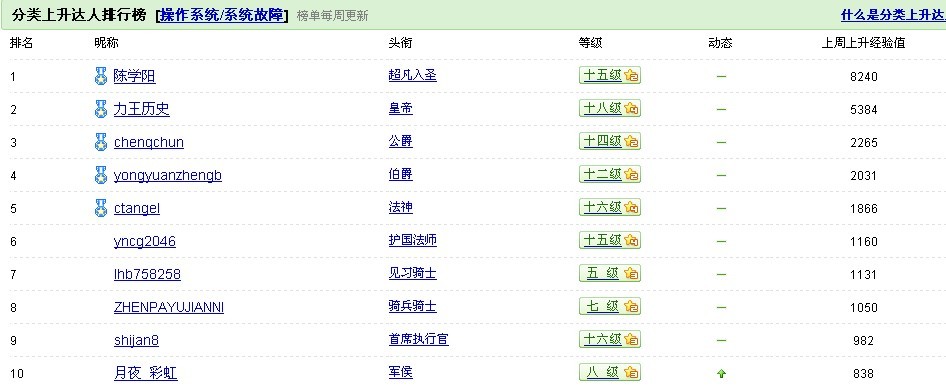 分类上升达人排行榜 [操作系统/系统故障] 榜单每周更新 什么是分类上升达
排名 昵称 头衔 等级 动态 上周上升经验值
1 陈学阳 超凡入圣 十五级 — 8240
2 力王历史 皇帝 十八级 — 5384
3 chenqchun 公爵 十四级 — 2265
4 yongyuanzhengb 伯爵 十二级 — 2031
5 ctangel 法神 十六级 — 1866
6 yncg2046 护国法师 十五级 — 1160
7 lhb758258 见习骑士 五 级 — 1131
8 ZHENPAYUJIANNI 骑兵骑士 七 级 — 1050
9 shijan8 首席执行官 十六级 — 982
10 月夜_彩虹 军侯 八 级 838